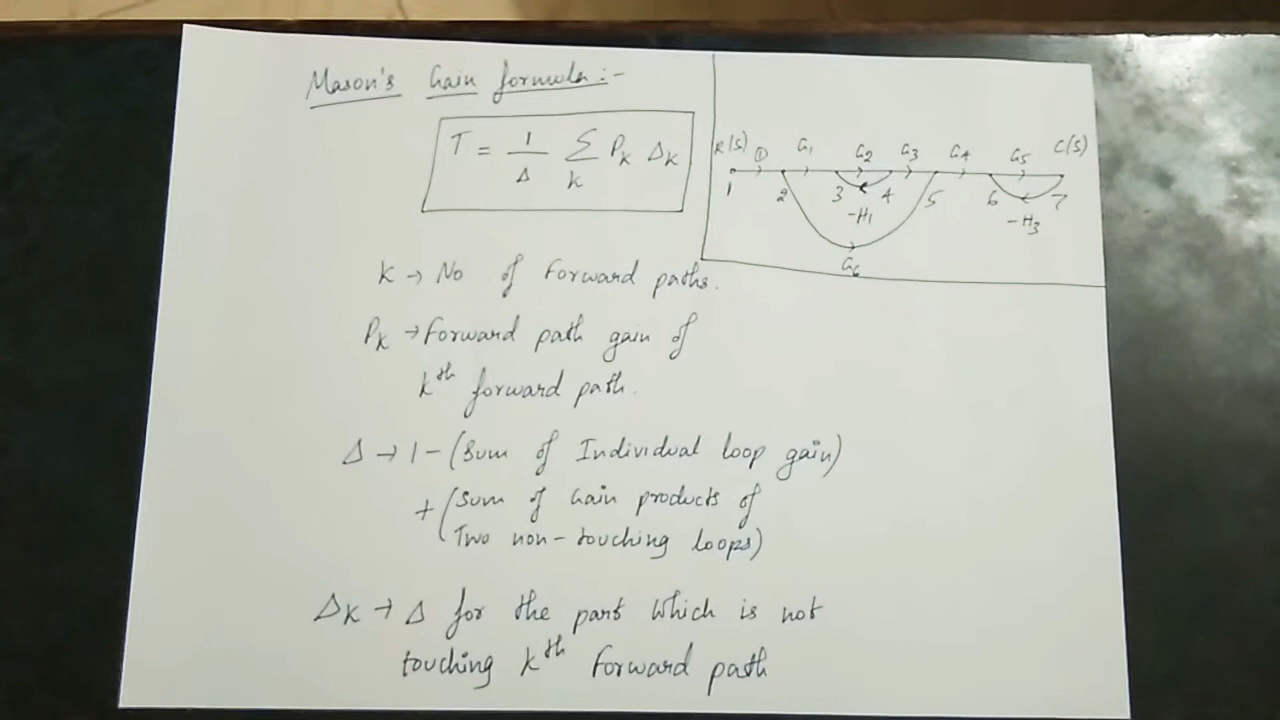 Mason's Gain formula :-
T = 1/Δ Σ_k P_k Δ_k
R(s) ① G1 G2 G3 G4 G5 C(s)
1 2 3 4 5 6 7
-H1 -H3
G6
K → No of Forward paths.
P_K → Forward path gain of
k^th forward path.
Δ → 1 - (Sum of Individual loop gain)
+ (Sum of Gain products of
Two non-touching loops)
Δ_K → Δ for the part which is not
touching k^th Forward path